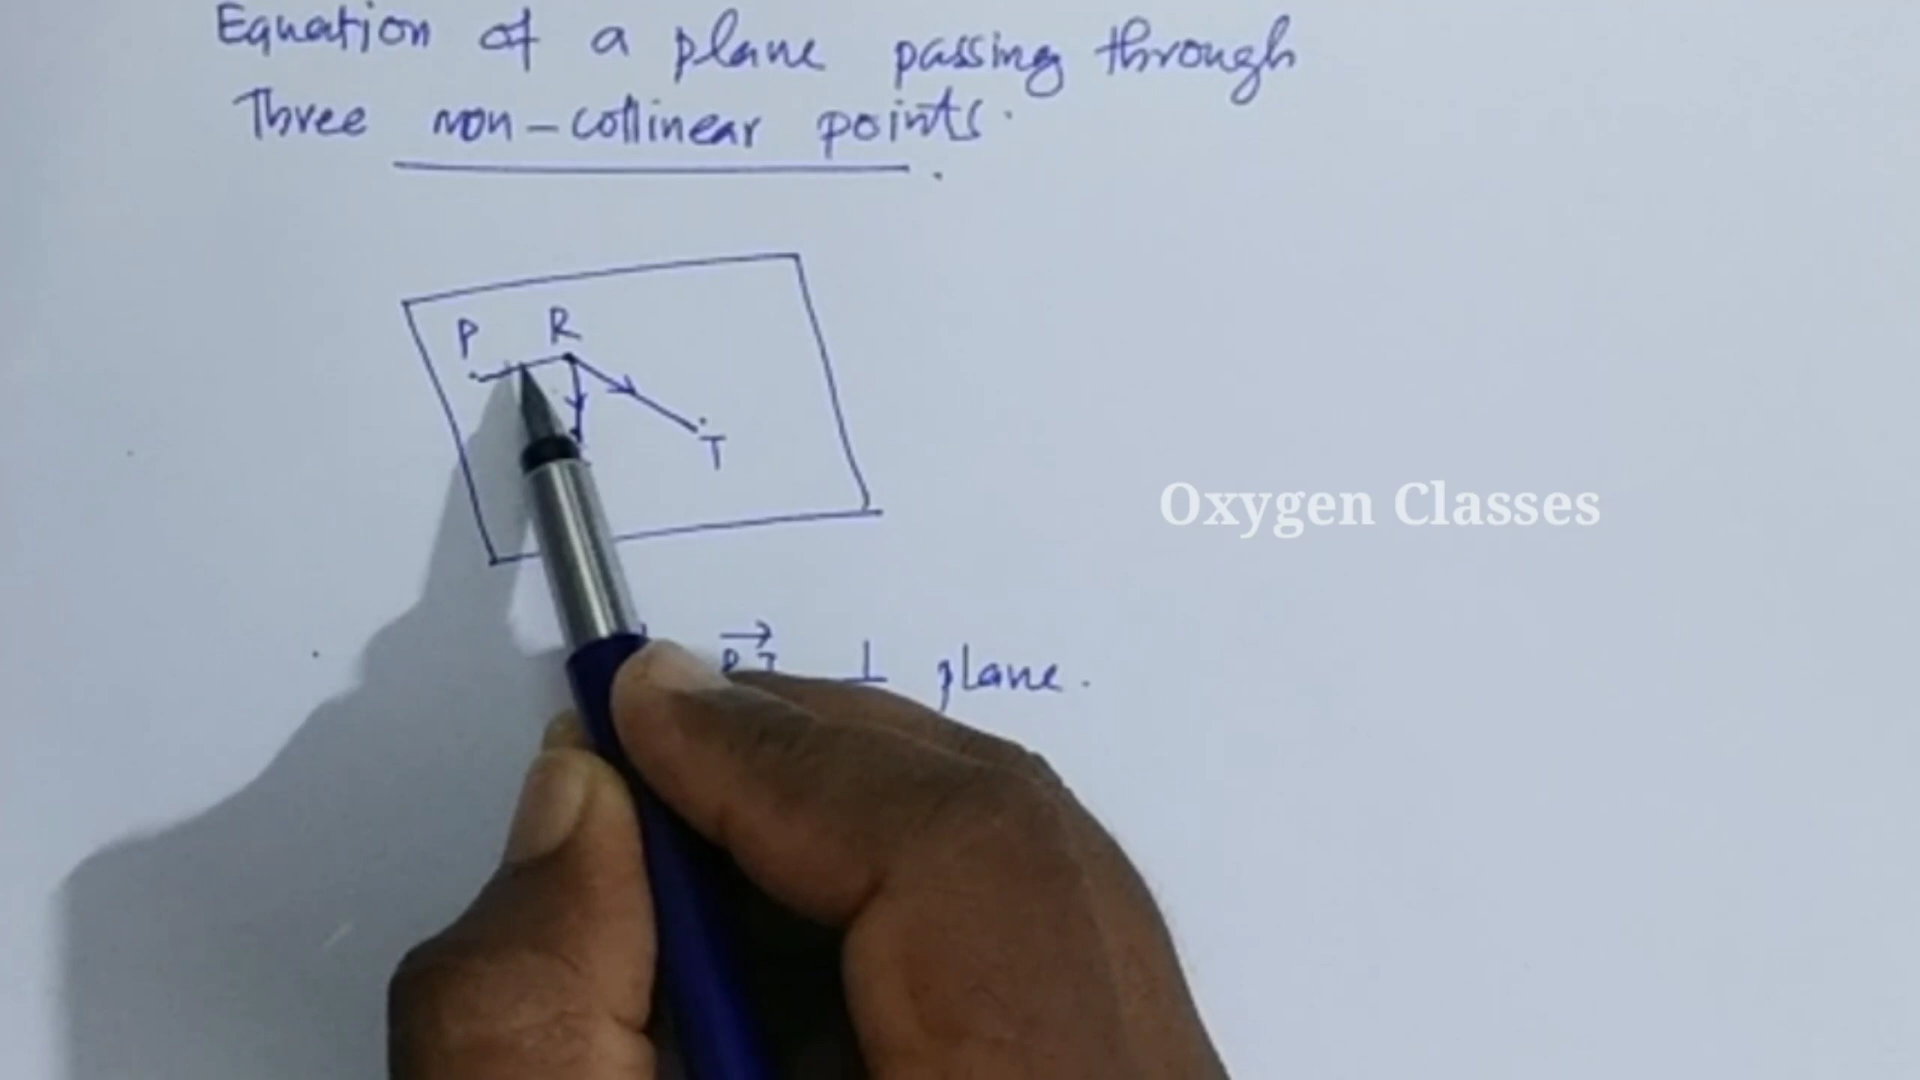 Equation of a plane passing through
Three non-collinear points.
P R
T
Oxygen Classes
⊥ plane.